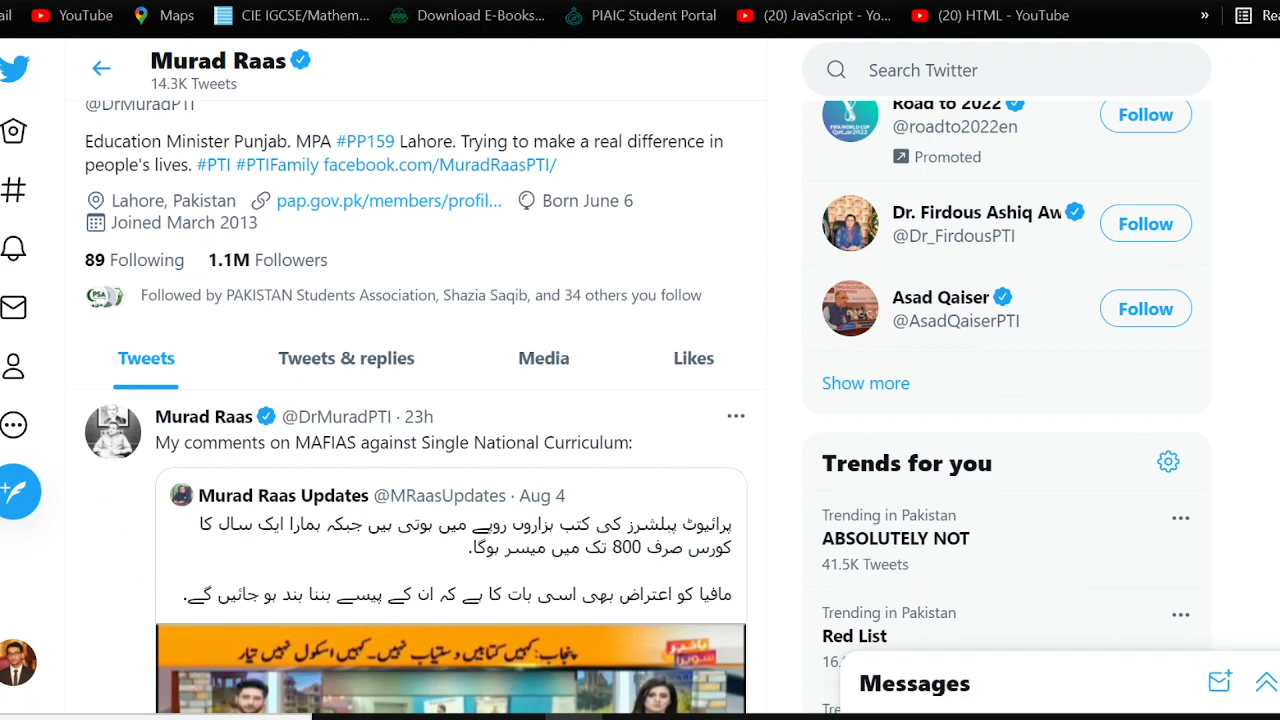 YouTube
Maps
CIE IGCSE/Mathem...
Download E-Books...
PIAIC Student Portal
(20) JavaScript - Yo...
(20) HTML - YouTube
»
Murad Raas
14.3K Tweets
@DrMuradPTI
Education Minister Punjab. MPA #PP159 Lahore. Trying to make a real difference in
people's lives. #PTI #PTIFamily facebook.com/MuradRaasPTI/
Lahore, Pakistan pap.gov.pk/members/profil... Born June 6
Joined March 2013
89 Following 1.1M Followers
Followed by PAKISTAN Students Association, Shazia Saqib, and 34 others you follow
Tweets
Tweets & replies
Media
Likes
Murad Raas @DrMuradPTI · 23h
My comments on MAFIAS against Single National Curriculum:
Murad Raas Updates @MRaasUpdates · Aug 4
پرائیوٹ پبلشرز کی کتب ہزاروں روپے میں ہوتی ہیں جبکہ ہمارا ایک سال کا
کورس صرف 800 تک میں میسر ہوگا.
مافیا کو اعتراض بھی اسی بات کا ہے کہ ان کے پیسے بننا بند ہو جائیں گے.
پنجاب:کہیں کتابیں دستیاب نہیں۔کہیں اسکول نہیں تیار
باخبر سویرا
Search Twitter
Road to 2022
@roadto2022en
Promoted
Follow
Dr. Firdous Ashiq Aw
@Dr_FirdousPTI
Follow
Asad Qaiser
@AsadQaiserPTI
Follow
Show more
Trends for you
Trending in Pakistan
ABSOLUTELY NOT
41.5K Tweets
Trending in Pakistan
Red List
16.
Messages